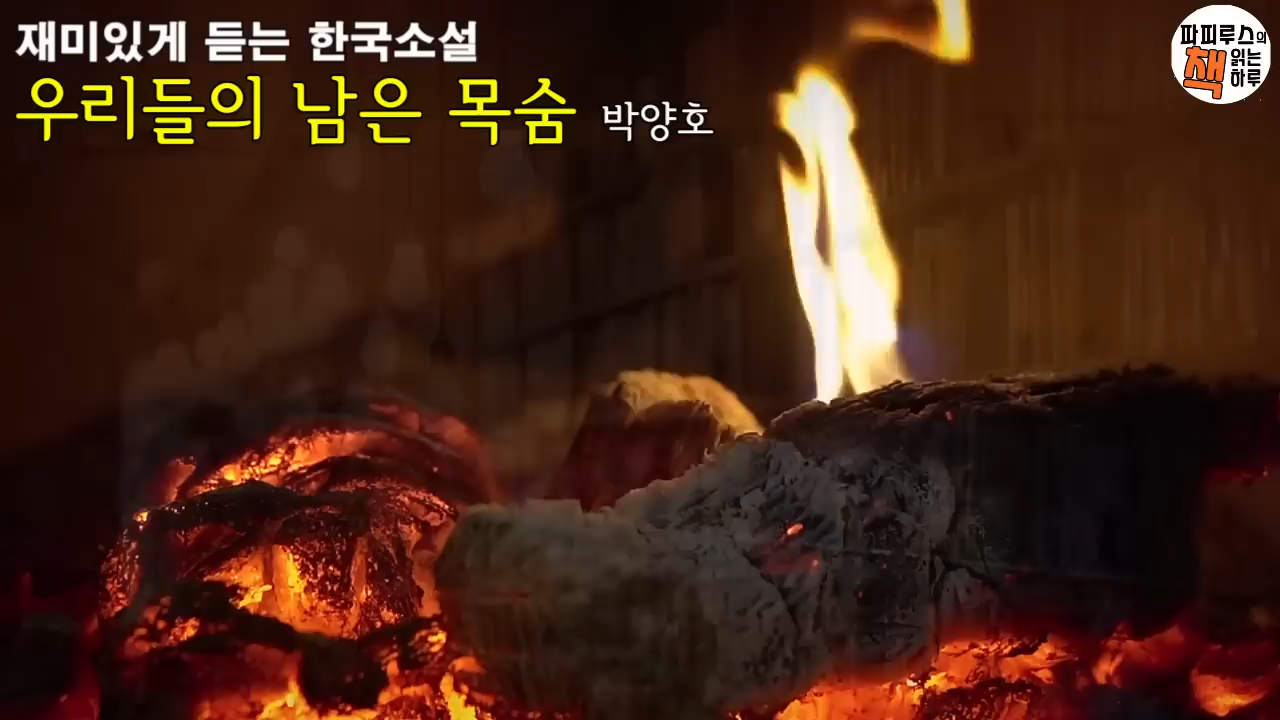 재미있게 듣는 한국소설
우리들의 남은 목숨 박양호
파피루스의
책 읽는
하루